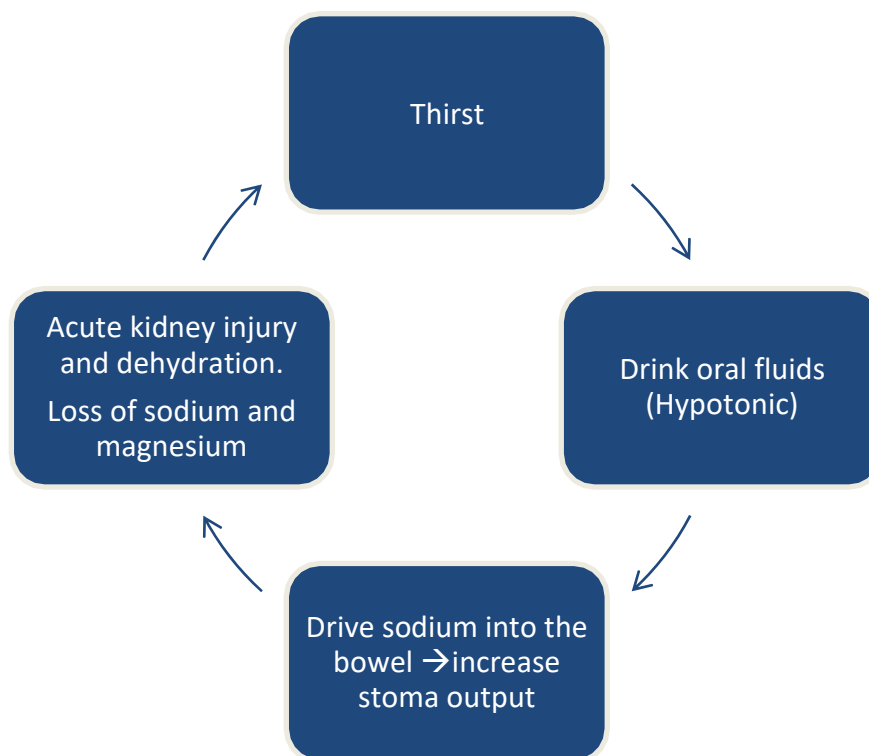 Thirst
Drink oral fluids
(Hypotonic)
Drive sodium into the
bowel →increase
stoma output
Acute kidney injury
and dehydration.
Loss of sodium and
magnesium